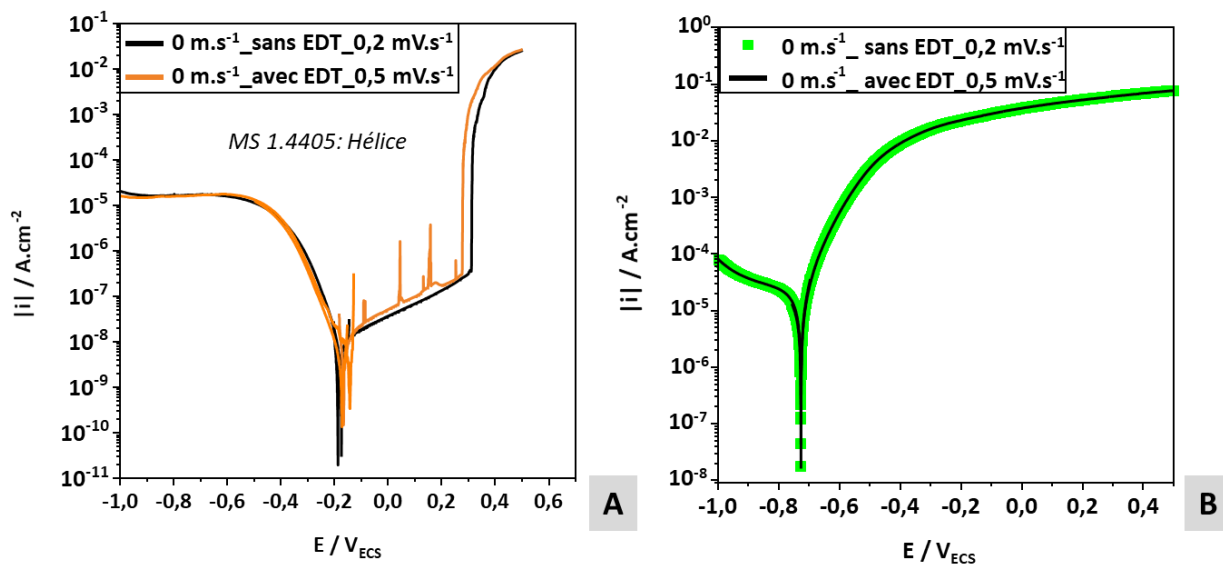 10⁻¹
10⁻²
10⁻³
10⁻⁴
10⁻⁵
10⁻⁶
10⁻⁷
10⁻⁸
10⁻⁹
10⁻¹⁰
10⁻¹¹
|i| / A.cm⁻²
0 m.s⁻¹_sans EDT_0,2 mV.s⁻¹
0 m.s⁻¹_avec EDT_0,5 mV.s⁻¹
MS 1.4405: Hélice
-1,0 -0,8 -0,6 -0,4 -0,2 0,0 0,2 0,4 0,6
E / V_ECS
A
10⁰
10⁻¹
10⁻²
10⁻³
10⁻⁴
10⁻⁵
10⁻⁶
10⁻⁷
10⁻⁸
|i| / A.cm⁻²
0 m.s⁻¹_ sans EDT_0,2 mV.s⁻¹
0 m.s⁻¹_ avec EDT_0,5 mV.s⁻¹
-1,0 -0,8 -0,6 -0,4 -0,2 0,0 0,2 0,4
E / V_ECS
B